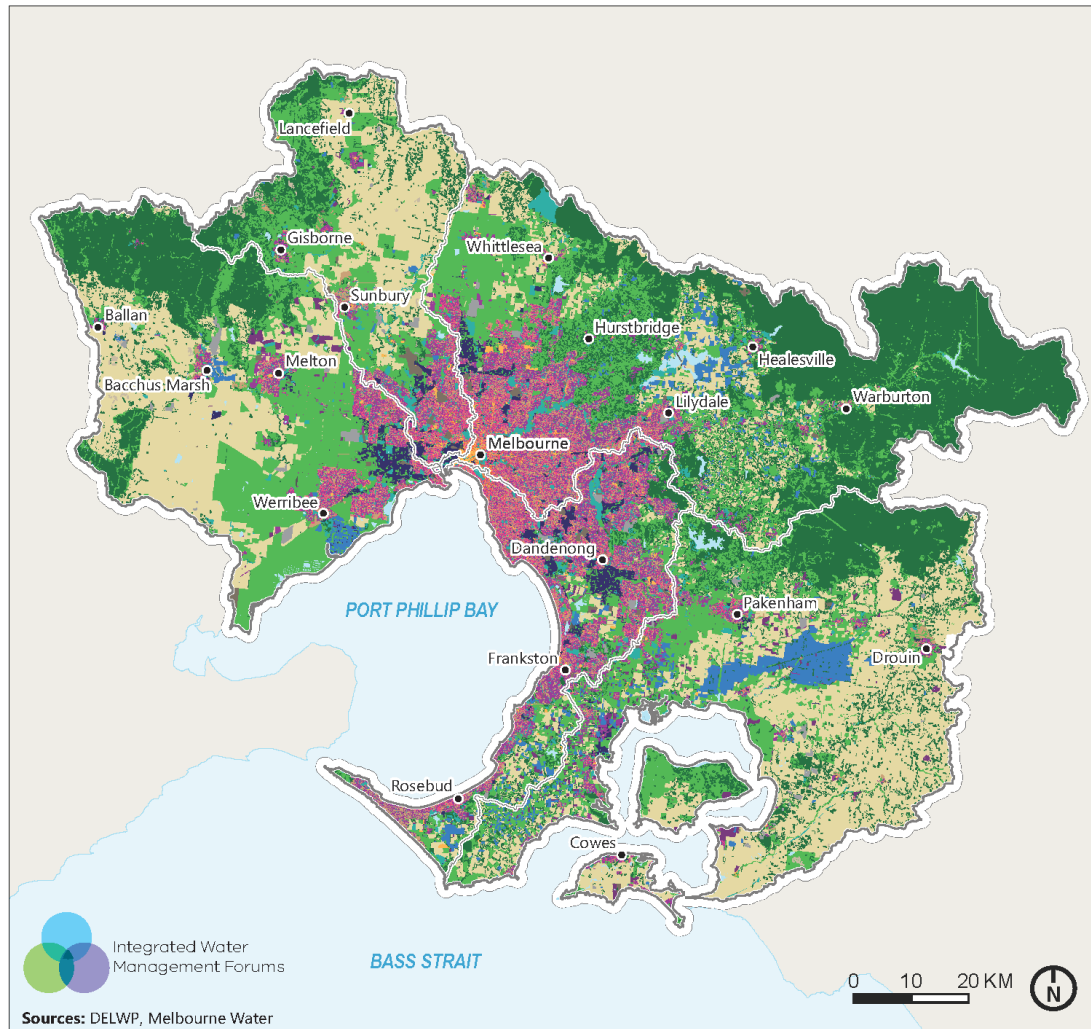 Lancefield
Gisborne
Whittlesea
Sunbury
Ballan
Hurstbridge
Healesville
Melton
Bacchus Marsh
Warburton
Lilydale
Melbourne
Werribee
Dandenong
PORT PHILLIP BAY
Pakenham
Drouin
Frankston
Rosebud
Cowes
Integrated Water
Management Forums
BASS STRAIT
0 10 20 KM
N
Sources: DELWP, Melbourne Water